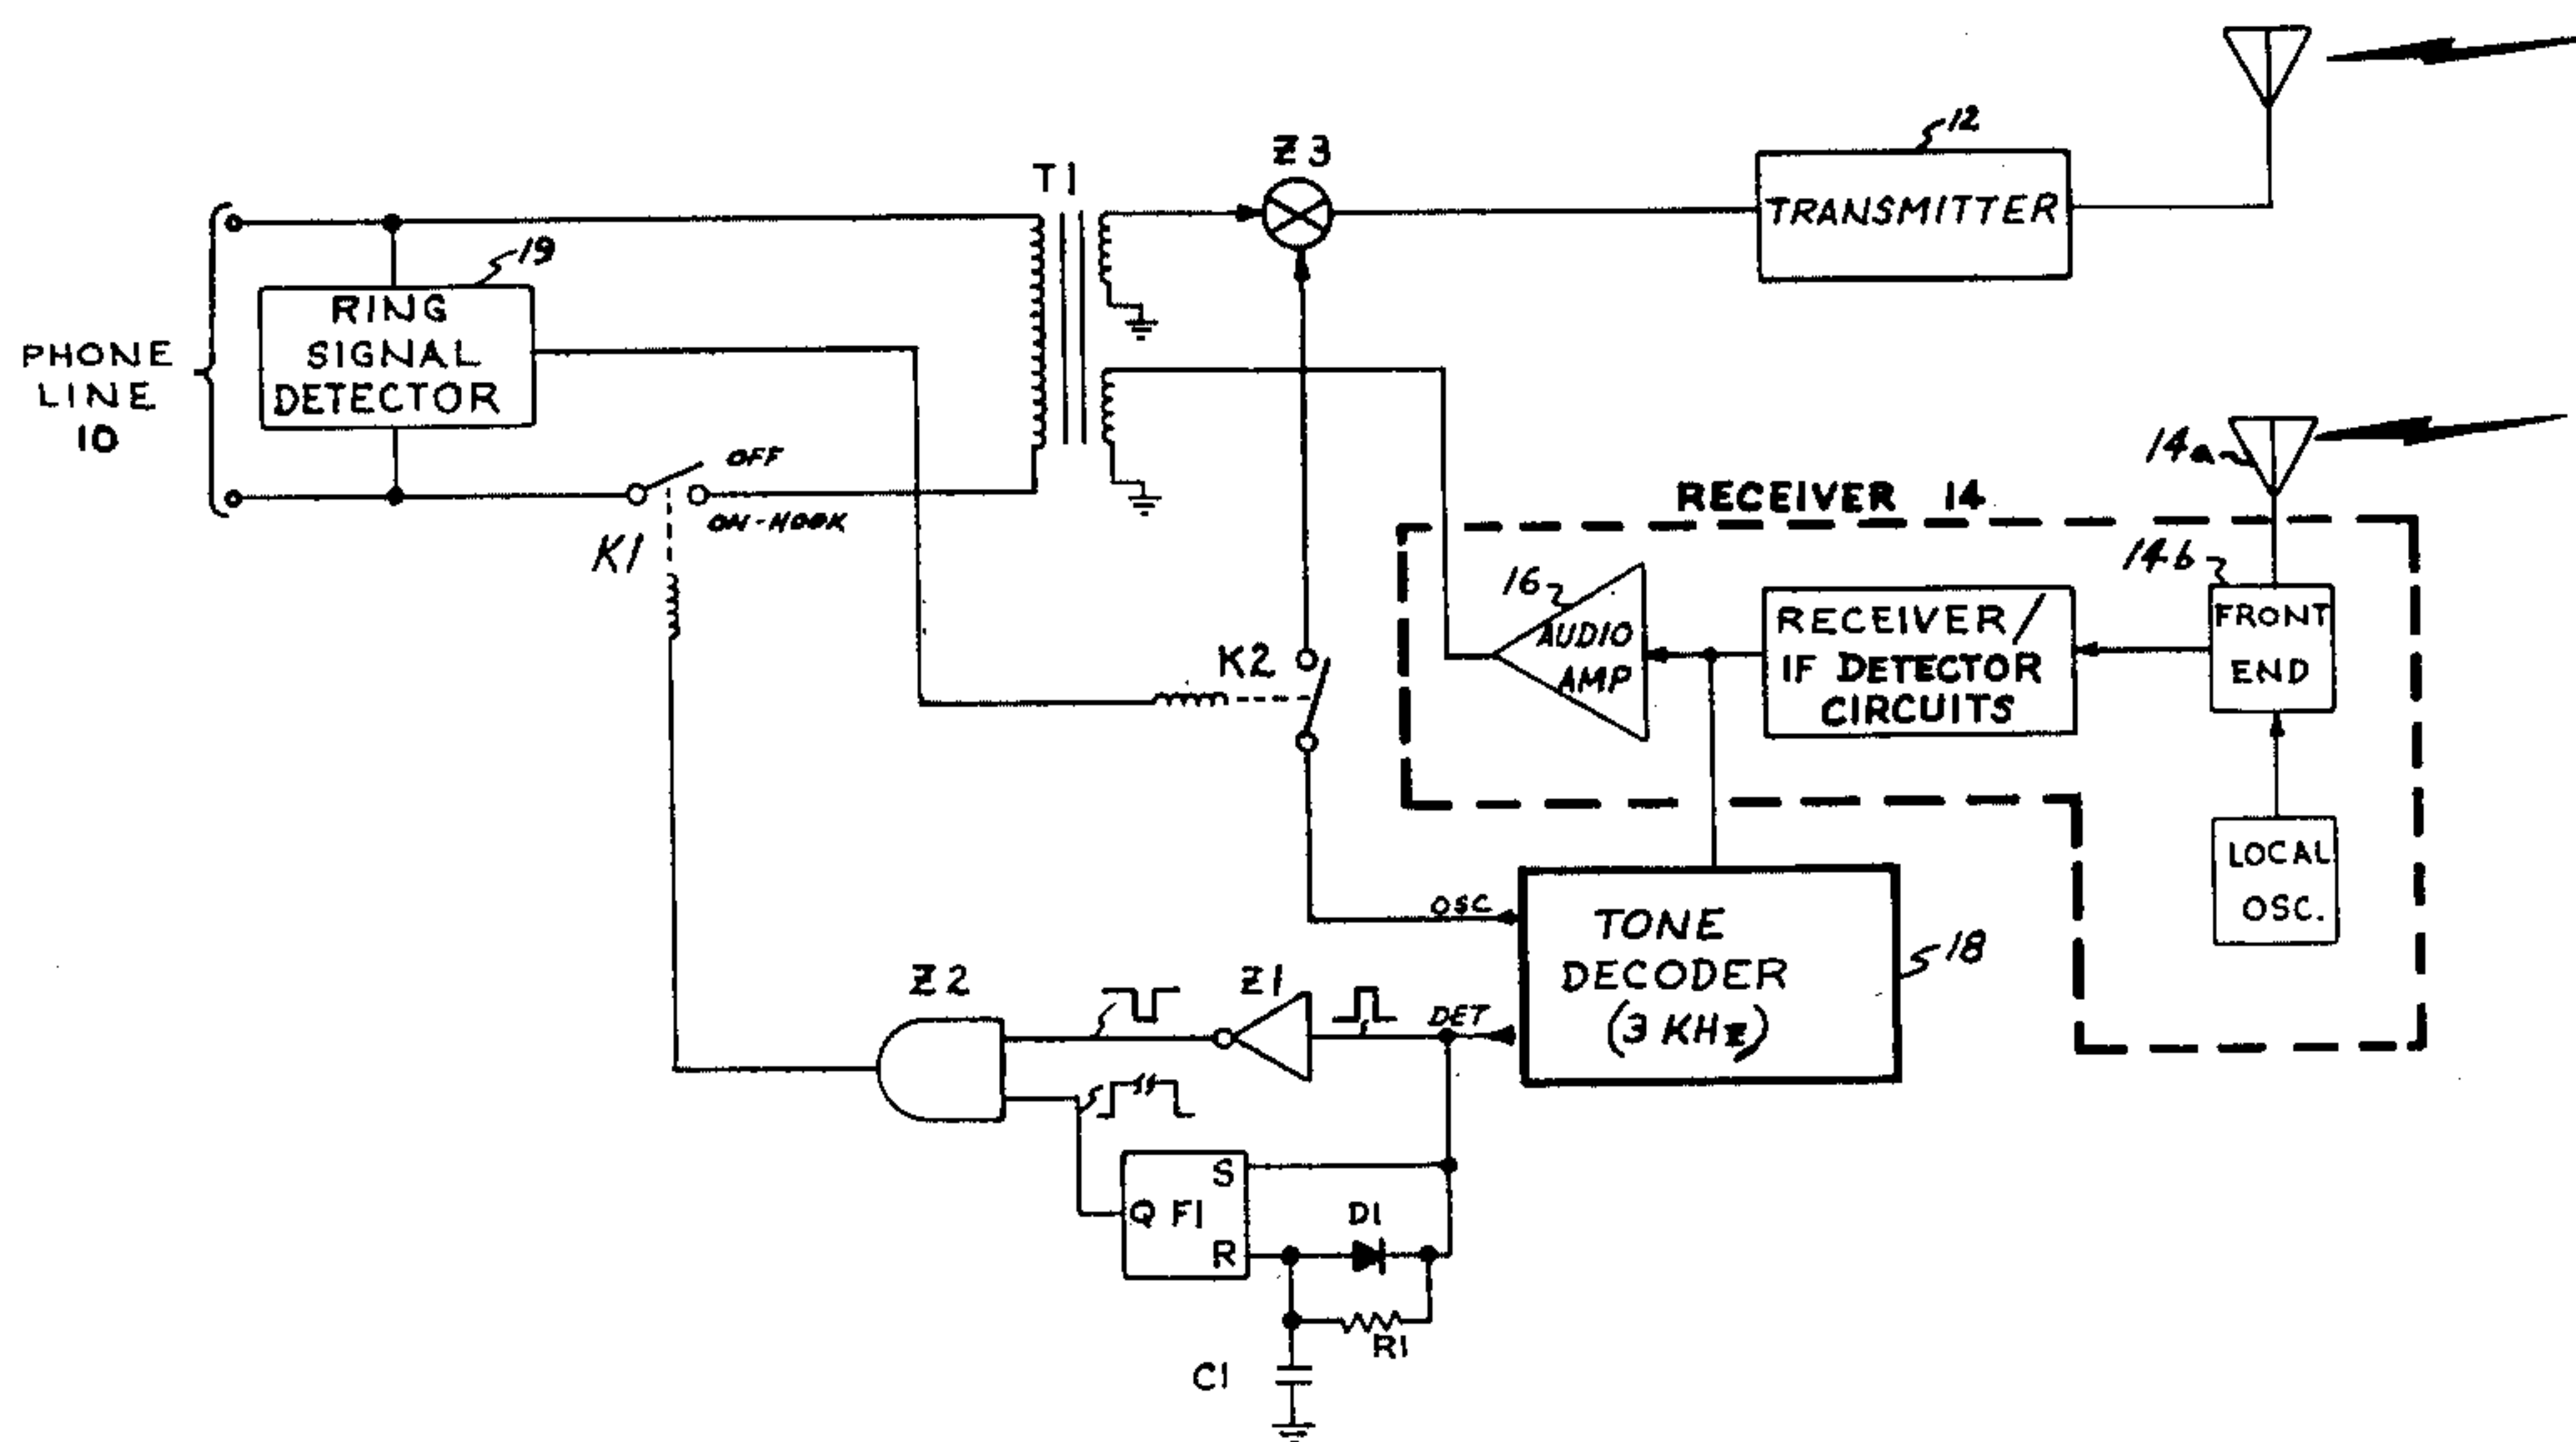 12
Z3
T1
TRANSMITTER
19
RING
SIGNAL
DETECTOR
PHONE
LINE
10
OFF
ON-HOOK
K1
14a
RECEIVER 14
14b
16
AUDIO
AMP
RECEIVER/
IF DETECTOR
CIRCUITS
FRONT
END
K2
LOCAL
OSC.
OSC
TONE
DECODER
(3 KHZ)
18
Z2
Z1
DET
S
Q F1
R
D1
R1
C1